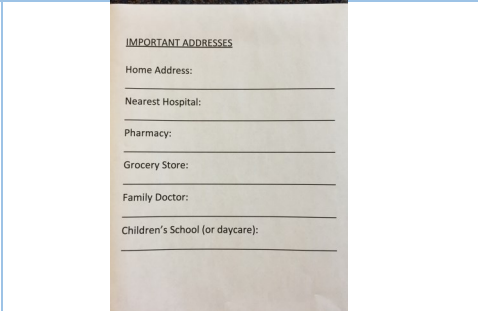 IMPORTANT ADDRESSES
Home Address:
Nearest Hospital:
Pharmacy:
Grocery Store:
Family Doctor:
Children's School (or daycare):